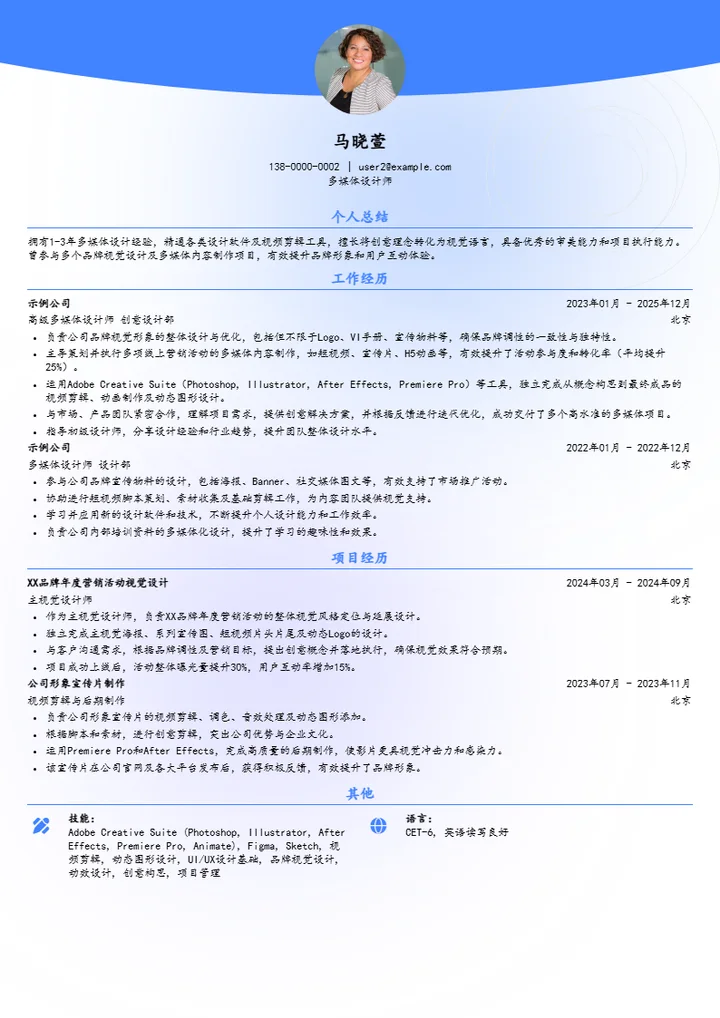 马晓萱
138-0000-0002 | user2@example.com
多媒体设计师
个人总结
拥有1-3年多媒体设计经验，精通各类设计软件及视频剪辑工具，擅长将创意理念转化为视觉语言，具备优秀的审美能力和项目执行能力。
曾参与多个品牌视觉设计及多媒体内容制作项目，有效提升品牌形象和用户互动体验。
工作经历
示例公司 2023年01月 - 2025年12月
高级多媒体设计师 创意设计部 北京
• 负责公司品牌视觉形象的整体设计与优化，包括但不限于Logo、VI手册、宣传物料等，确保品牌调性的一致性与独特性。
• 主导策划并执行多项线上营销活动的多媒体内容制作，如短视频、宣传片、H5动画等，有效提升了活动参与度和转化率（平均提升
25%）。
• 运用Adobe Creative Suite (Photoshop, Illustrator, After Effects, Premiere Pro) 等工具，独立完成从概念构思到最终成品的
视频剪辑、动画制作及动态图形设计。
• 与市场、产品团队紧密合作，理解项目需求，提供创意解决方案，并根据反馈进行迭代优化，成功交付了多个高水准的多媒体项目。
• 指导初级设计师，分享设计经验和行业趋势，提升团队整体设计水平。
示例公司 2022年01月 - 2022年12月
多媒体设计师 设计部 北京
• 参与公司品牌宣传物料的设计，包括海报、Banner、社交媒体图文等，有效支持了市场推广活动。
• 协助进行短视频脚本策划、素材收集及基础剪辑工作，为内容团队提供视觉支持。
• 学习并应用新的设计软件和技术，不断提升个人设计能力和工作效率。
• 负责公司内部培训资料的多媒体化设计，提升了学习的趣味性和效果。
项目经历
XX品牌年度营销活动视觉设计 2024年03月 - 2024年09月
主视觉设计师 北京
• 作为主视觉设计师，负责XX品牌年度营销活动的整体视觉风格定位与延展设计。
• 独立完成主视觉海报、系列宣传图、短视频片头片尾及动态Logo的设计。
• 与客户沟通需求，根据品牌调性及营销目标，提出创意概念并落地执行，确保视觉效果符合预期。
• 项目成功上线后，活动整体曝光量提升30%，用户互动率增加15%。
公司形象宣传片制作 2023年07月 - 2023年11月
视频剪辑与后期制作 北京
• 负责公司形象宣传片的视频剪辑、调色、音效处理及动态图形添加。
• 根据脚本和素材，进行创意剪辑，突出公司优势与企业文化。
• 运用Premiere Pro和After Effects，完成高质量的后期制作，使影片更具视觉冲击力和感染力。
• 该宣传片在公司官网及各大平台发布后，获得积极反馈，有效提升了品牌形象。
其他
技能：
Adobe Creative Suite (Photoshop, Illustrator, After
Effects, Premiere Pro, Animate), Figma, Sketch, 视
频剪辑, 动态图形设计, UI/UX设计基础, 品牌视觉设计,
动效设计, 创意构思, 项目管理
语言：
CET-6, 英语读写良好